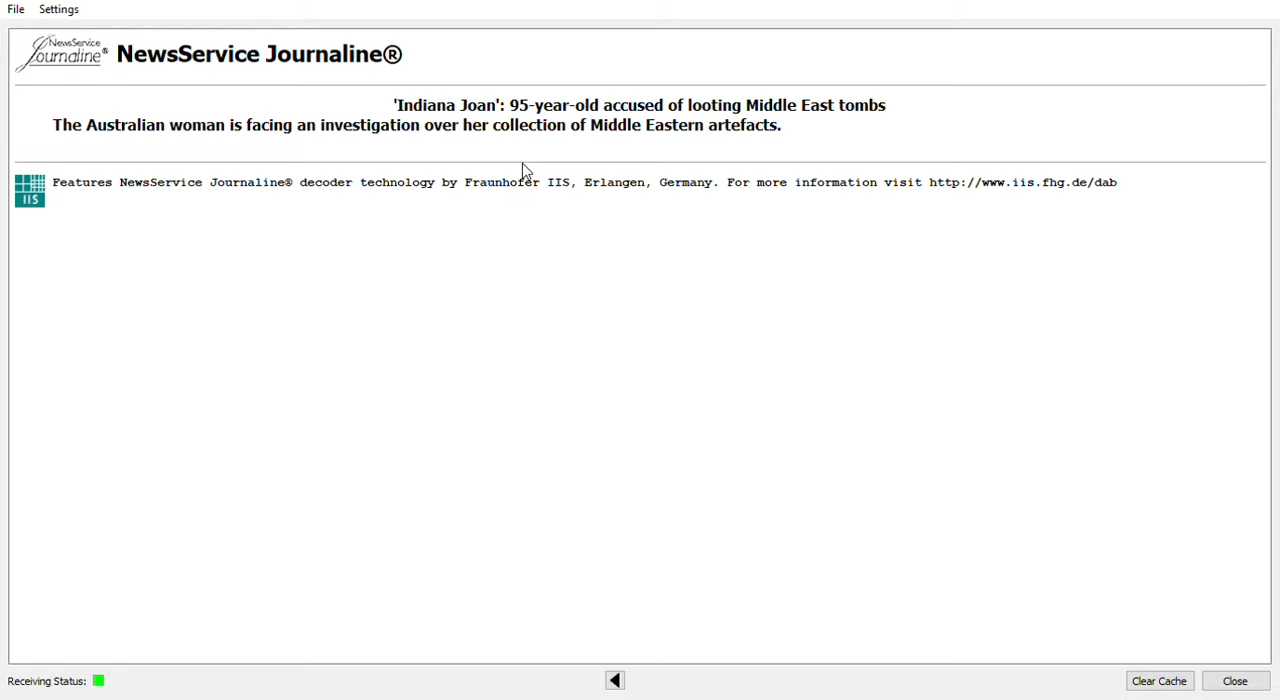 File Settings
NewsService Journaline® NewsService Journaline®
'Indiana Joan': 95-year-old accused of looting Middle East tombs
The Australian woman is facing an investigation over her collection of Middle Eastern artefacts.
Features NewsService Journaline® decoder technology by Fraunhofer IIS, Erlangen, Germany. For more information visit http://www.iis.fhg.de/dab
IIS
Receiving Status: Clear Cache Close